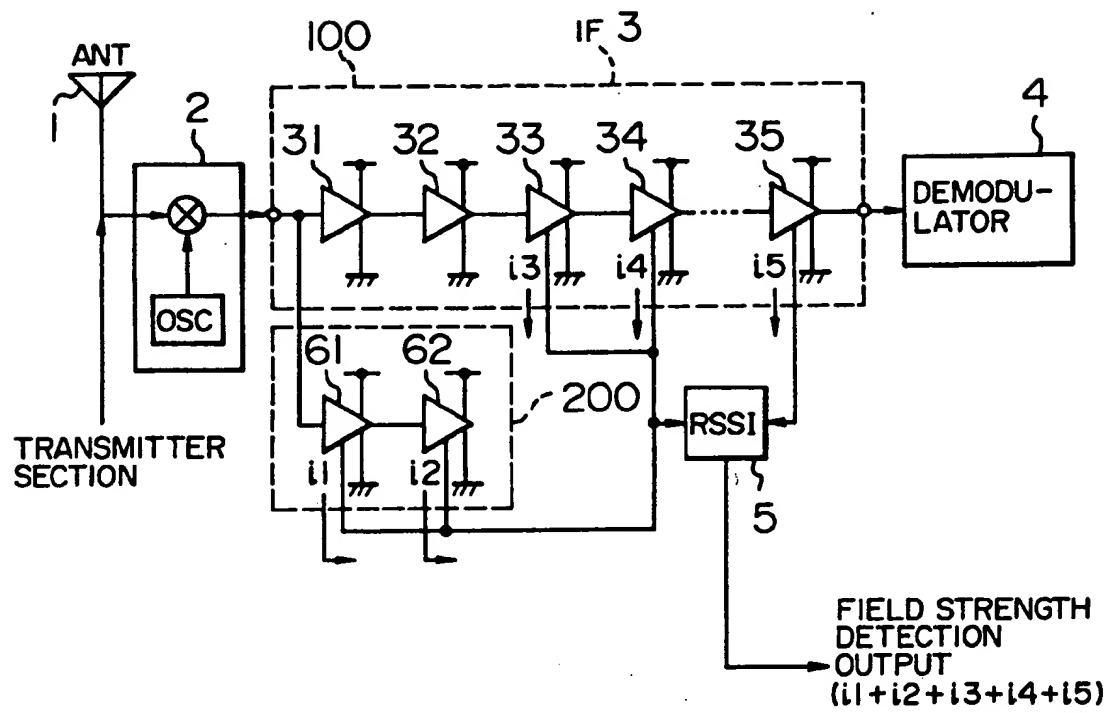 ANT
1
2
100
IF 3
31
32
33
34
35
4
DEMODU-
LATOR
OSC
i3
i4
i5
61
62
200
RSSI
5
i1
i2
TRANSMITTER
SECTION
FIELD STRENGTH
DETECTION
OUTPUT
(i1+i2+i3+i4+i5)